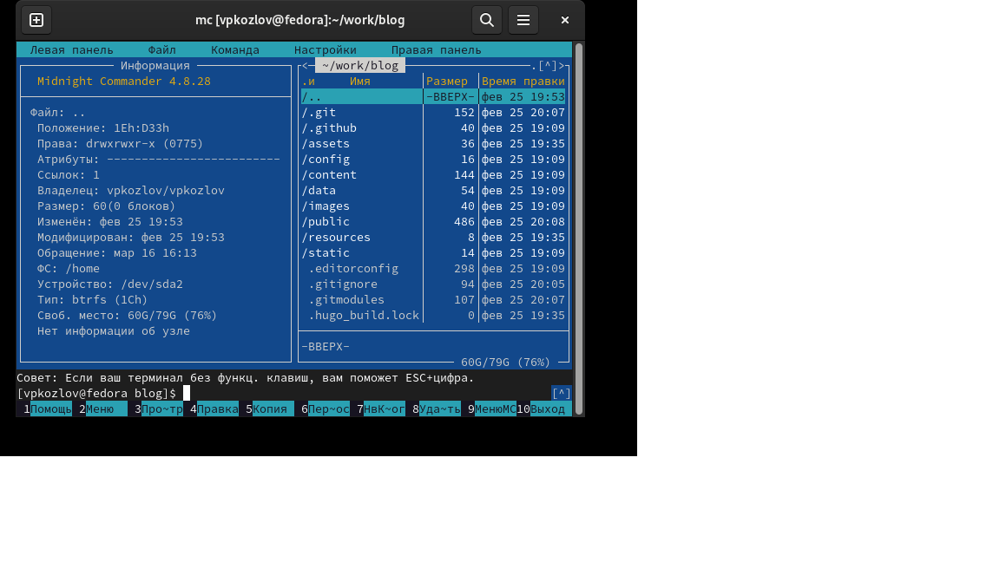 mc [vpkozlov@fedora]:~/work/blog
Левая панель Файл Команда Настройки Правая панель
Информация
Midnight Commander 4.8.28
Файл: ..
Положение: 1Eh:D33h
Права: drwxrwxr-x (0775)
Атрибуты: -------------------------
Ссылок: 1
Владелец: vpkozlov/vpkozlov
Размер: 60(0 блоков)
Изменён: фев 25 19:53
Модифицирован: фев 25 19:53
Обращение: мар 16 16:13
ФС: /home
Устройство: /dev/sda2
Тип: btrfs (1Ch)
Своб. место: 60G/79G (76%)
Нет информации об узле
<- ~/work/blog .[^]>
.и Имя Размер Время правки
/.. -ВВЕРХ- фев 25 19:53
/.git 152 фев 25 20:07
/.github 40 фев 25 19:09
/assets 36 фев 25 19:35
/config 16 фев 25 19:09
/content 144 фев 25 19:09
/data 54 фев 25 19:09
/images 40 фев 25 19:09
/public 486 фев 25 20:08
/resources 8 фев 25 19:35
/static 14 фев 25 19:09
.editorconfig 298 фев 25 19:09
.gitignore 94 фев 25 20:05
.gitmodules 107 фев 25 20:07
.hugo_build.lock 0 фев 25 19:35
-ВВЕРХ-
60G/79G (76%)
Совет: Если ваш терминал без функц. клавиш, вам поможет ESC+цифра.
[vpkozlov@fedora blog]$ [^]
1Помощь 2Меню 3Про~тр 4Правка 5Копия 6Пер~ос 7НвК~ог 8Уда~ть 9МенюMC 10Выход